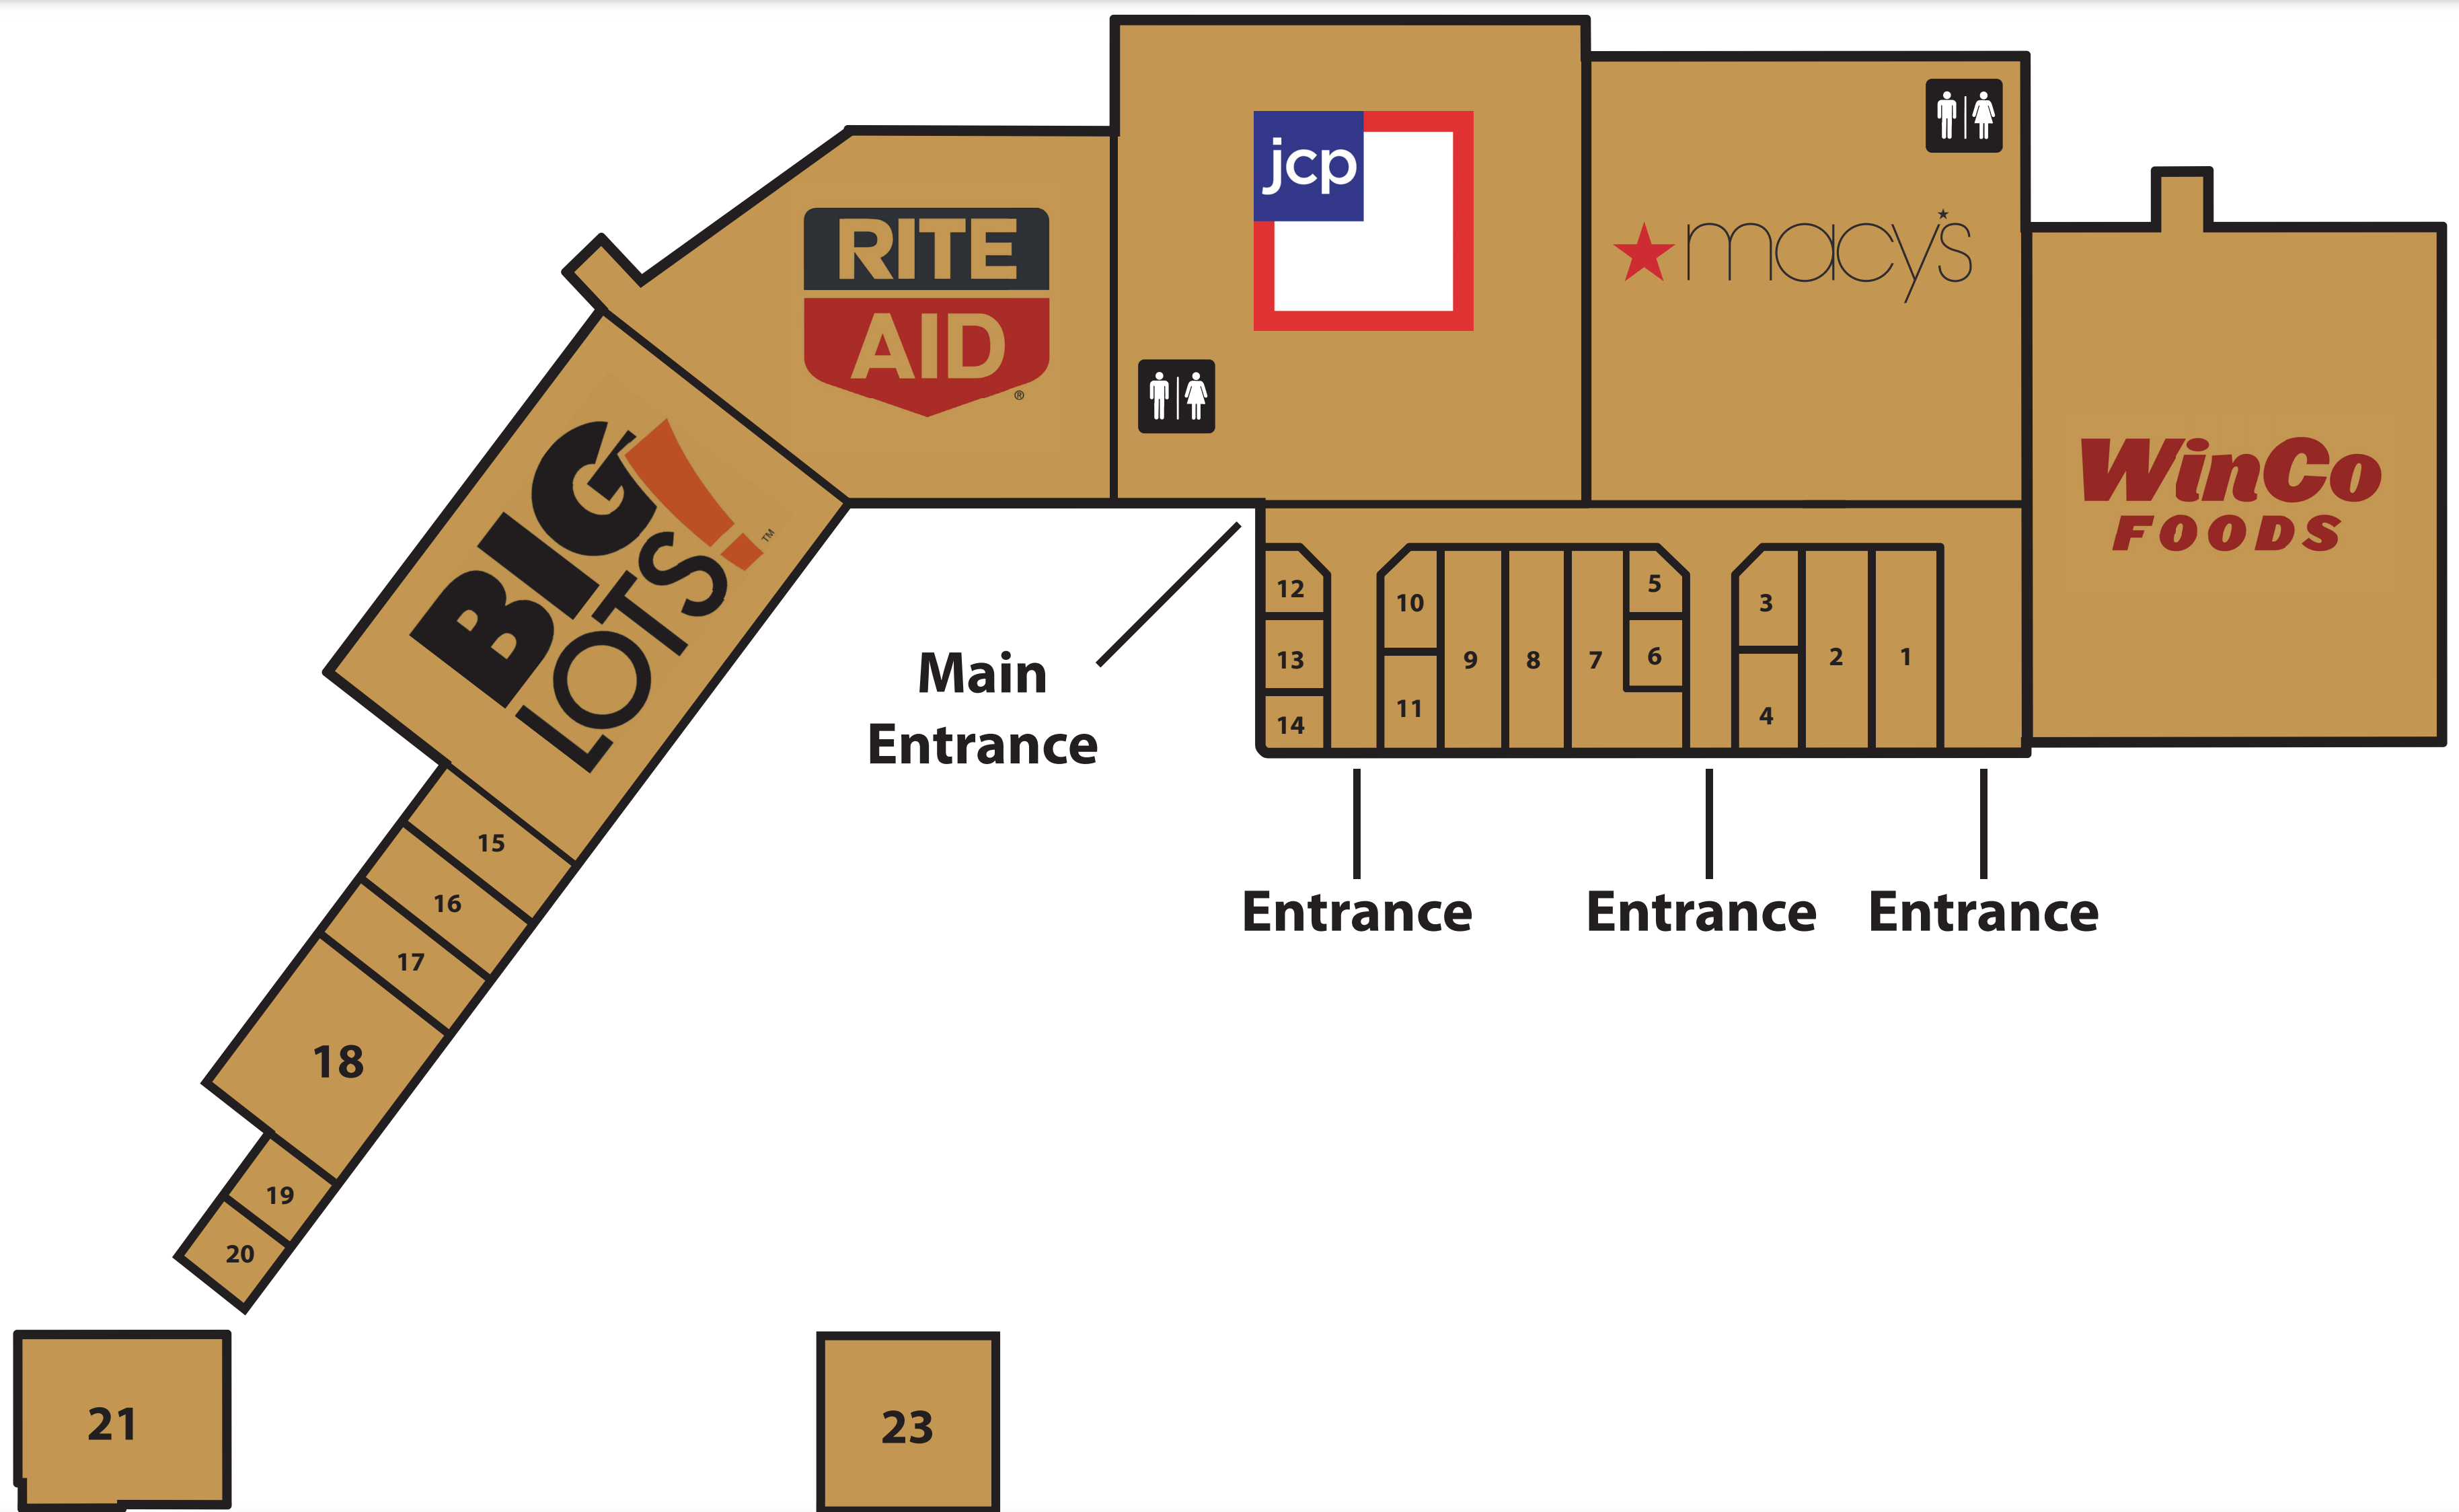 jcp
macy's
RITE
AID
®
WinCo
FOODS
BIG
LOTS!
™
12
13
14
10
11
9
8
7
5
6
3
4
2
1
Main
Entrance
Entrance
Entrance
Entrance
15
16
17
18
19
20
21
23